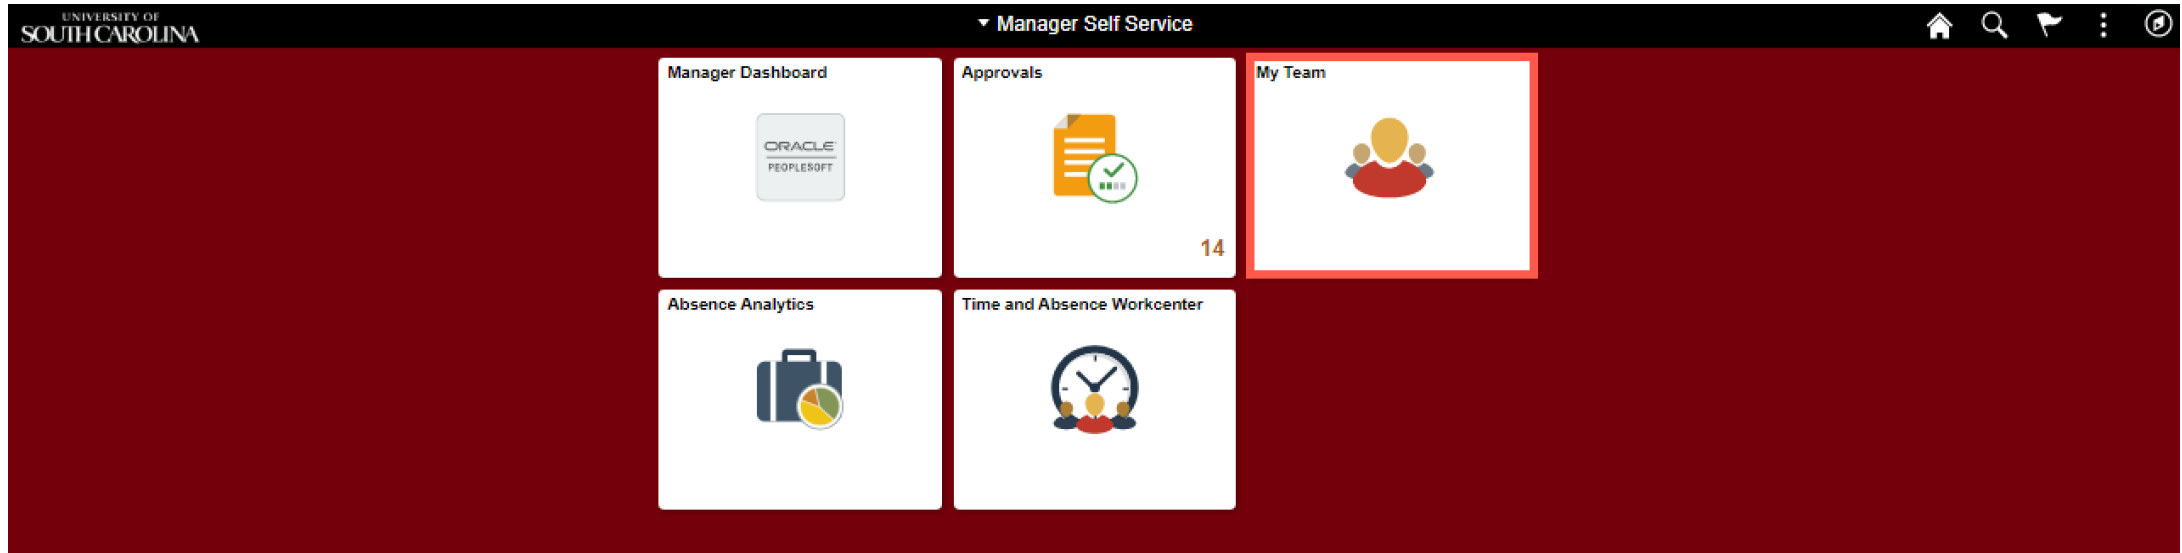 UNIVERSITY OF
SOUTH CAROLINA
Manager Self Service
Manager Dashboard
ORACLE
PEOPLESOFT
Approvals
14
My Team
Absence Analytics
Time and Absence Workcenter